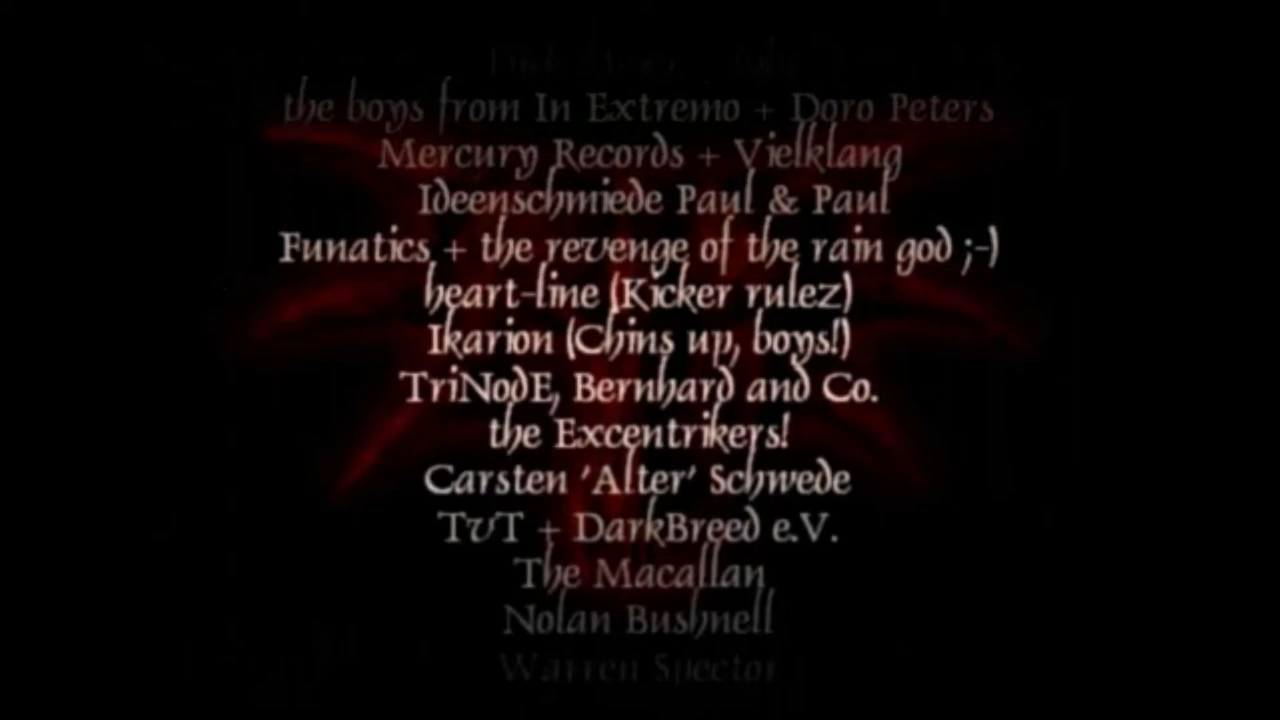 the boys from In Extremo + Doro Peters
Mercury Records + Vielklang
Ideenschmiede Paul & Paul
Funatics + the revenge of the rain god ;-)
heart-line (Kicker rulez)
Ikarion (Chins up, boys!)
TriNodE, Bernhard and Co.
the Excentrikers!
Carsten 'Alter' Schwede
TvT + DarkBreed e.V.
The Macallan
Nolan Bushnell
Warren Spector